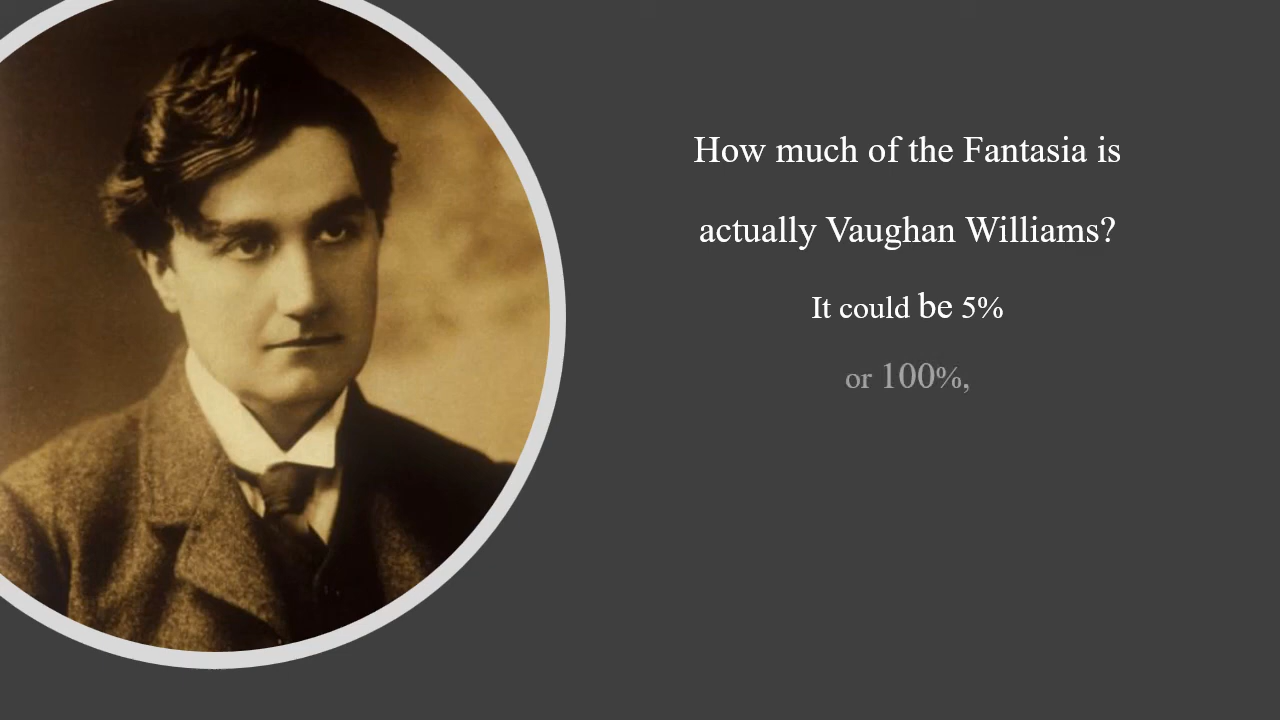 How much of the Fantasia is
actually Vaughan Williams?
It could be 5%
or 100%,